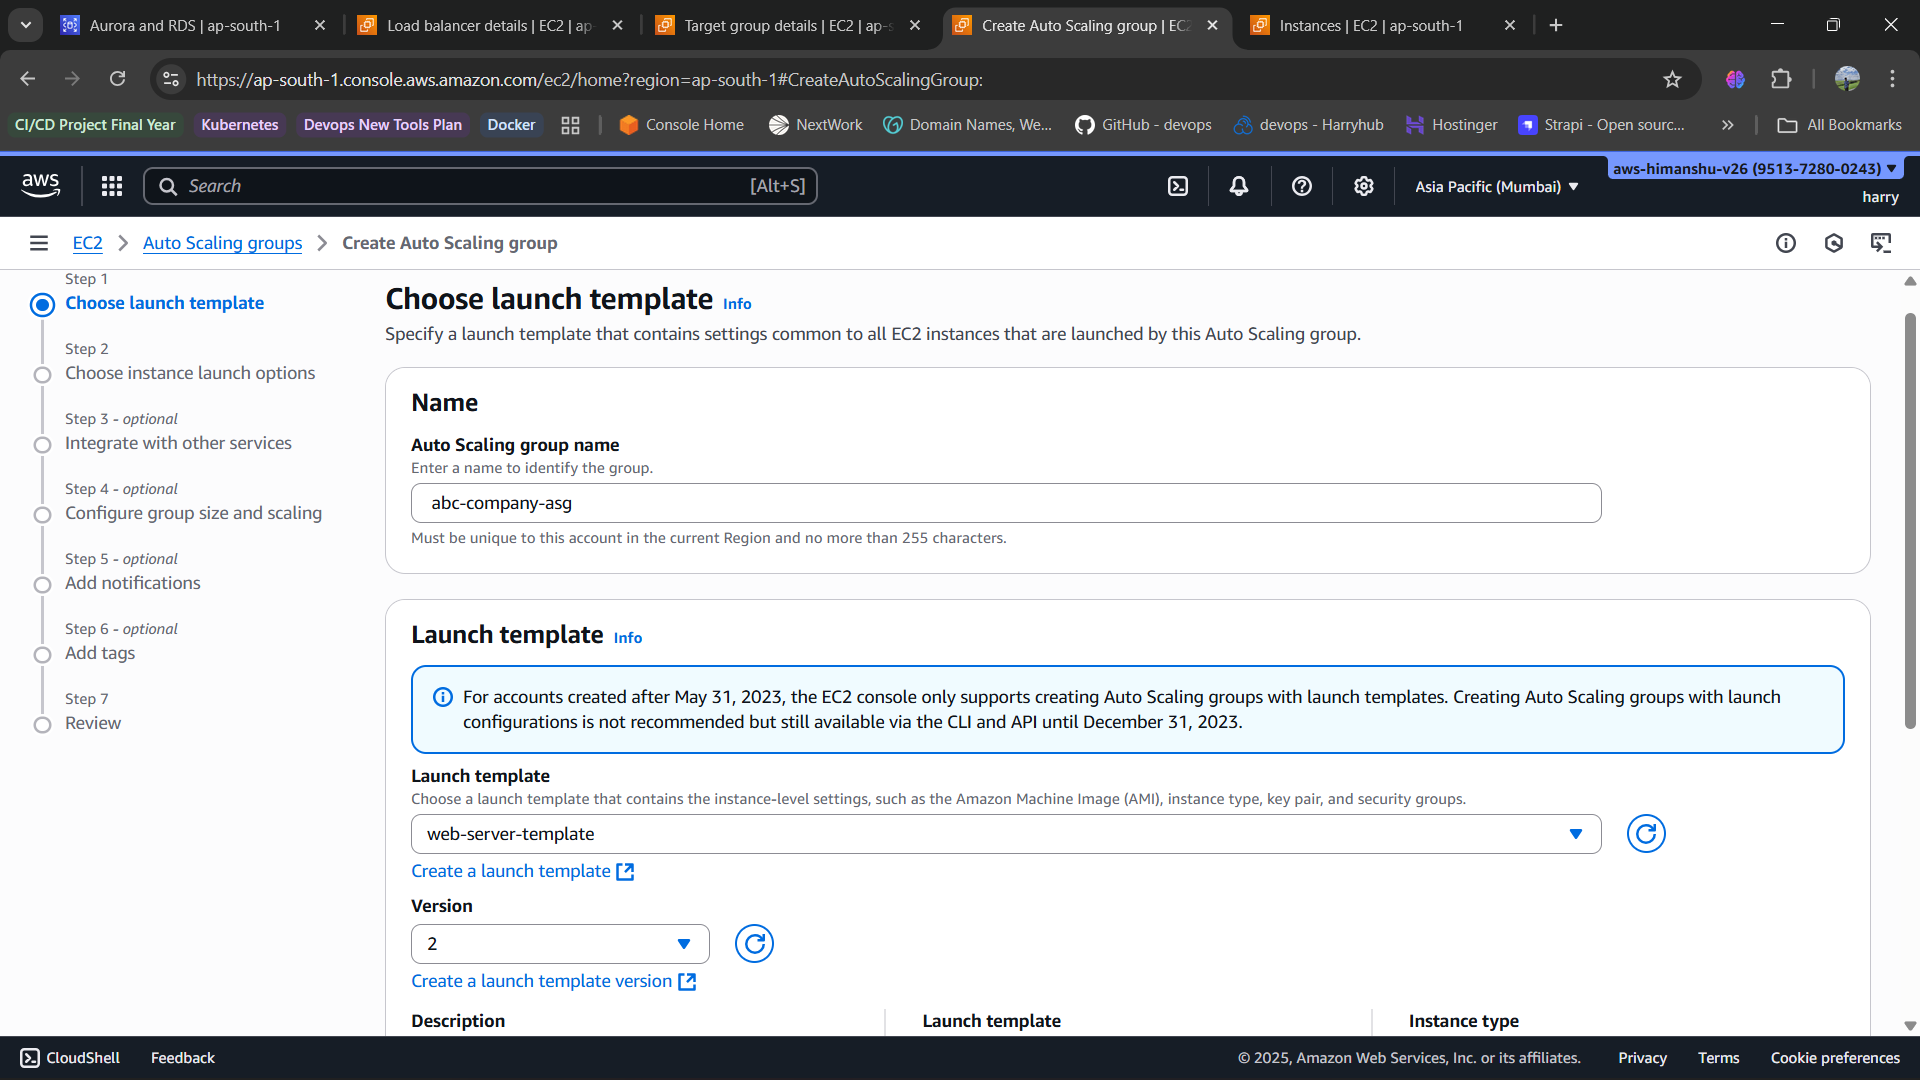 Aurora and RDS | ap-south-1
Load balancer details | EC2 | ap-
Target group details | EC2 | ap-s
Create Auto Scaling group | EC2
Instances | EC2 | ap-south-1
https://ap-south-1.console.aws.amazon.com/ec2/home?region=ap-south-1#CreateAutoScalingGroup:
CI/CD Project Final Year
Kubernetes
Devops New Tools Plan
Docker
Console Home
NextWork
Domain Names, We...
GitHub - devops
devops - Harryhub
Hostinger
Strapi - Open sourc...
All Bookmarks
aws
Search
[Alt+S]
Asia Pacific (Mumbai)
aws-himanshu-v26 (9513-7280-0243)
harry
EC2
Auto Scaling groups
Create Auto Scaling group
Step 1
Choose launch template
Step 2
Choose instance launch options
Step 3 - optional
Integrate with other services
Step 4 - optional
Configure group size and scaling
Step 5 - optional
Add notifications
Step 6 - optional
Add tags
Step 7
Review
Choose launch template Info
Specify a launch template that contains settings common to all EC2 instances that are launched by this Auto Scaling group.
Name
Auto Scaling group name
Enter a name to identify the group.
abc-company-asg
Must be unique to this account in the current Region and no more than 255 characters.
Launch template Info
For accounts created after May 31, 2023, the EC2 console only supports creating Auto Scaling groups with launch templates. Creating Auto Scaling groups with launch
configurations is not recommended but still available via the CLI and API until December 31, 2023.
Launch template
Choose a launch template that contains the instance-level settings, such as the Amazon Machine Image (AMI), instance type, key pair, and security groups.
web-server-template
Create a launch template
Version
2
Create a launch template version
Description
Launch template
Instance type
CloudShell
Feedback
© 2025, Amazon Web Services, Inc. or its affiliates.
Privacy
Terms
Cookie preferences